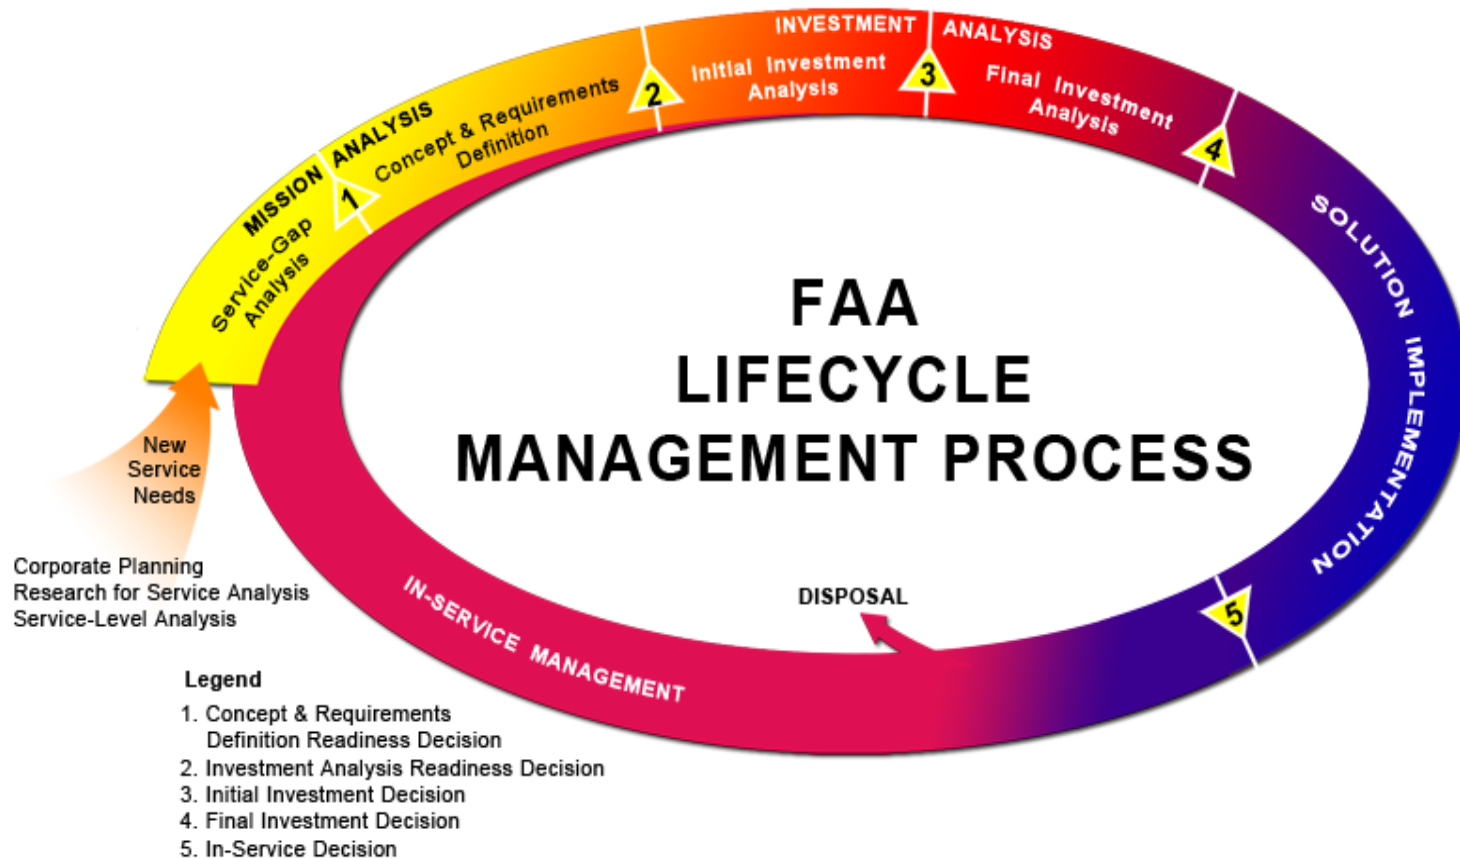 MISSION ANALYSIS
Service-Gap
Analysis
1
Concept & Requirements
Definition
2
INVESTMENT ANALYSIS
Initial Investment
Analysis
3
Final Investment
Analysis
4
SOLUTION IMPLEMENTATION
5
IN-SERVICE MANAGEMENT
DISPOSAL
FAA
LIFECYCLE
MANAGEMENT PROCESS
New
Service
Needs
Corporate Planning
Research for Service Analysis
Service-Level Analysis
Legend
1. Concept & Requirements
Definition Readiness Decision
2. Investment Analysis Readiness Decision
3. Initial Investment Decision
4. Final Investment Decision
5. In-Service Decision